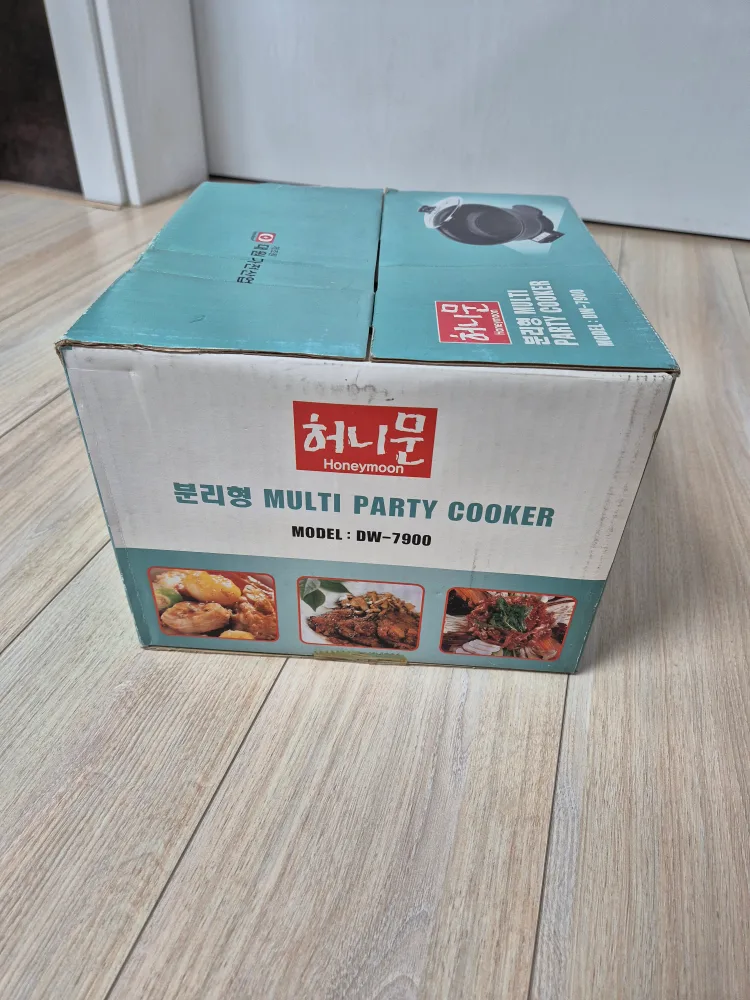 허니문
Honeymoon
분리형 MULTI
PARTY COOKER
MODEL : DW-7900
허니문
Honeymoon
분리형 MULTI PARTY COOKER
MODEL : DW-7900